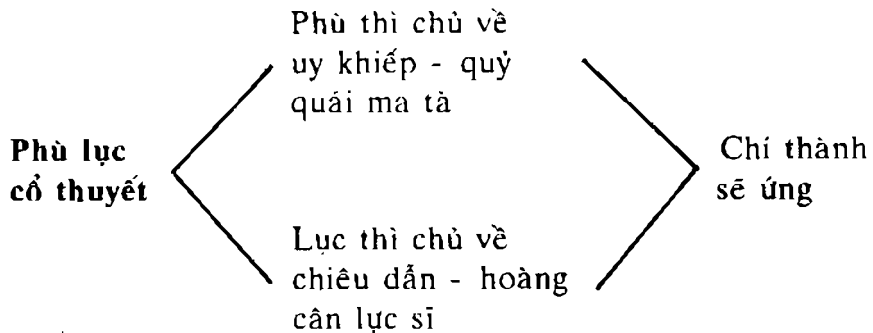 Phù thì chủ về
uy khiếp - quỷ
quái ma tà
Phù lục
cổ thuyết
Chí thành
sẽ ứng
Lục thì chủ về
chiêu dẫn - hoàng
cân lực sĩ